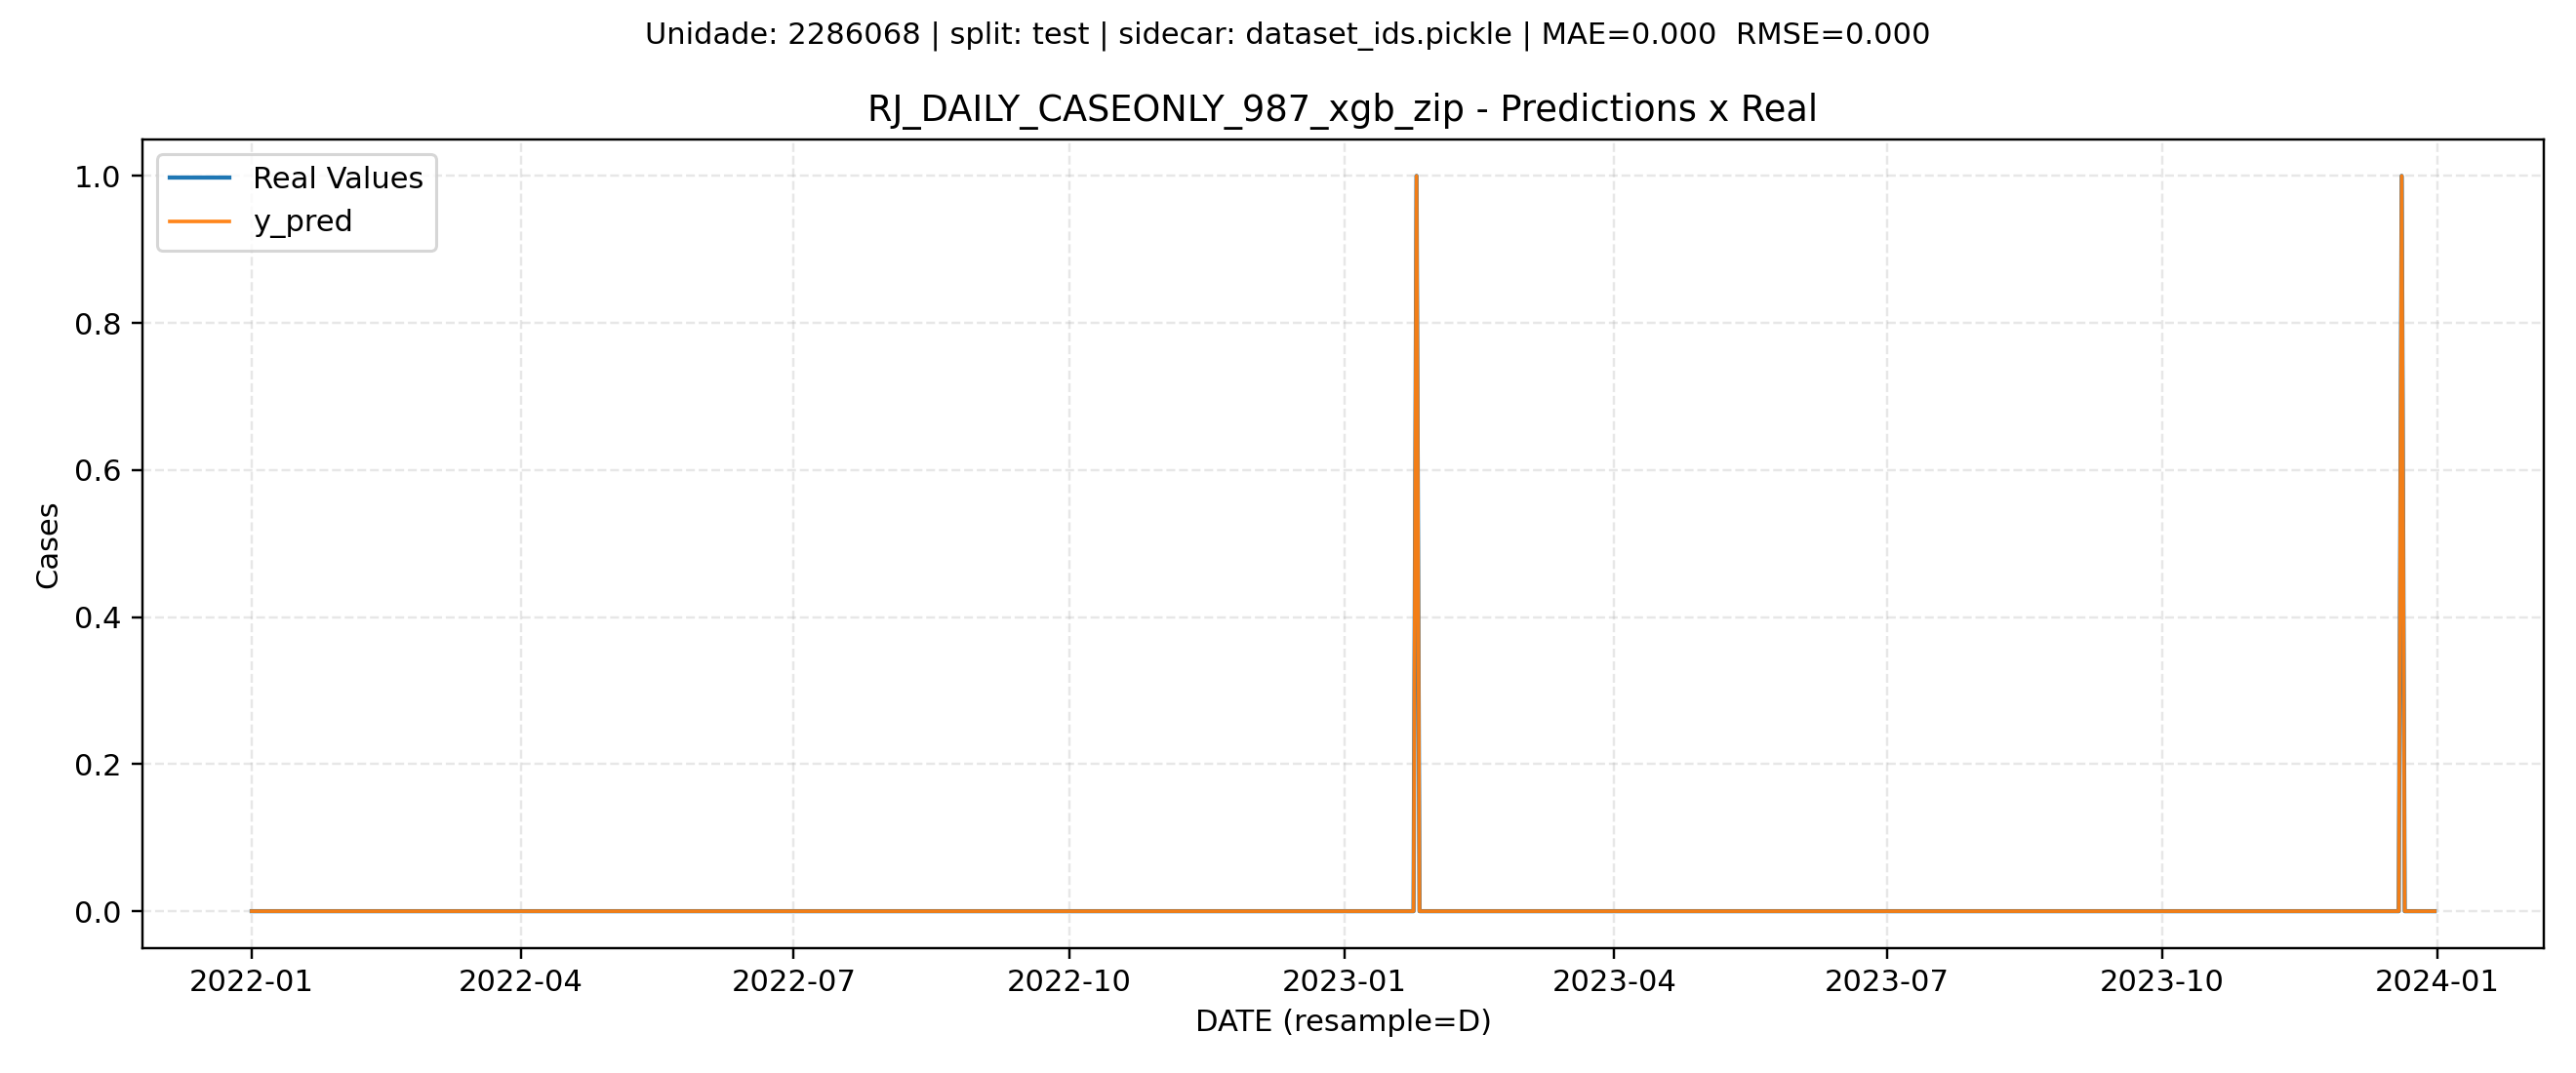 Unidade: 2286068 | split: test | sidecar: dataset_ids.pickle | MAE=0.000  RMSE=0.000
RJ_DAILY_CASEONLY_987_xgb_zip - Predictions x Real
Real Values
y_pred
1.0
0.8
0.6
0.4
0.2
0.0
Cases
2022-01
2022-04
2022-07
2022-10
2023-01
2023-04
2023-07
2023-10
2024-01
DATE (resample=D)